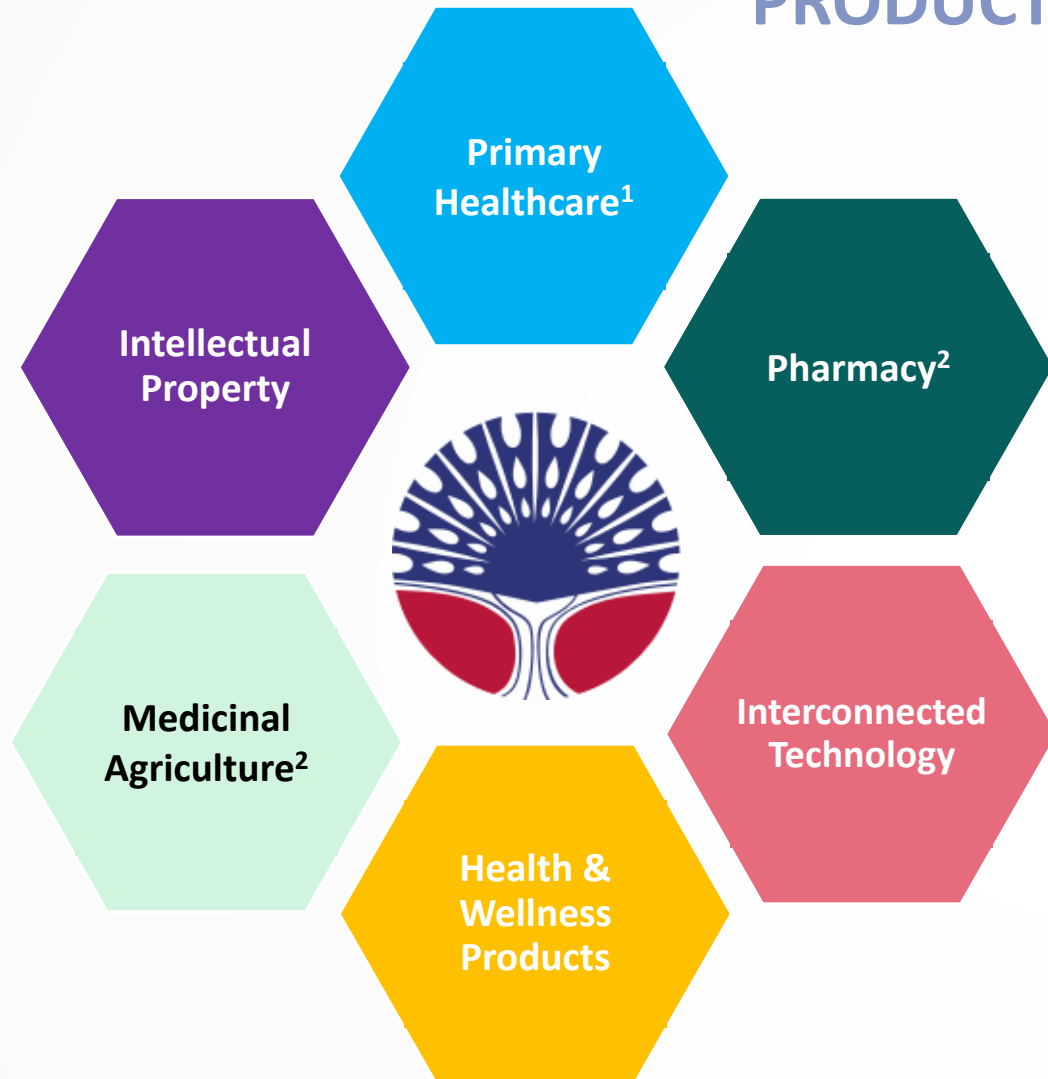 PRODUCT
Primary
Healthcare¹
Intellectual
Property
Pharmacy²
Medicinal
Agriculture²
Interconnected
Technology
Health &
Wellness
Products